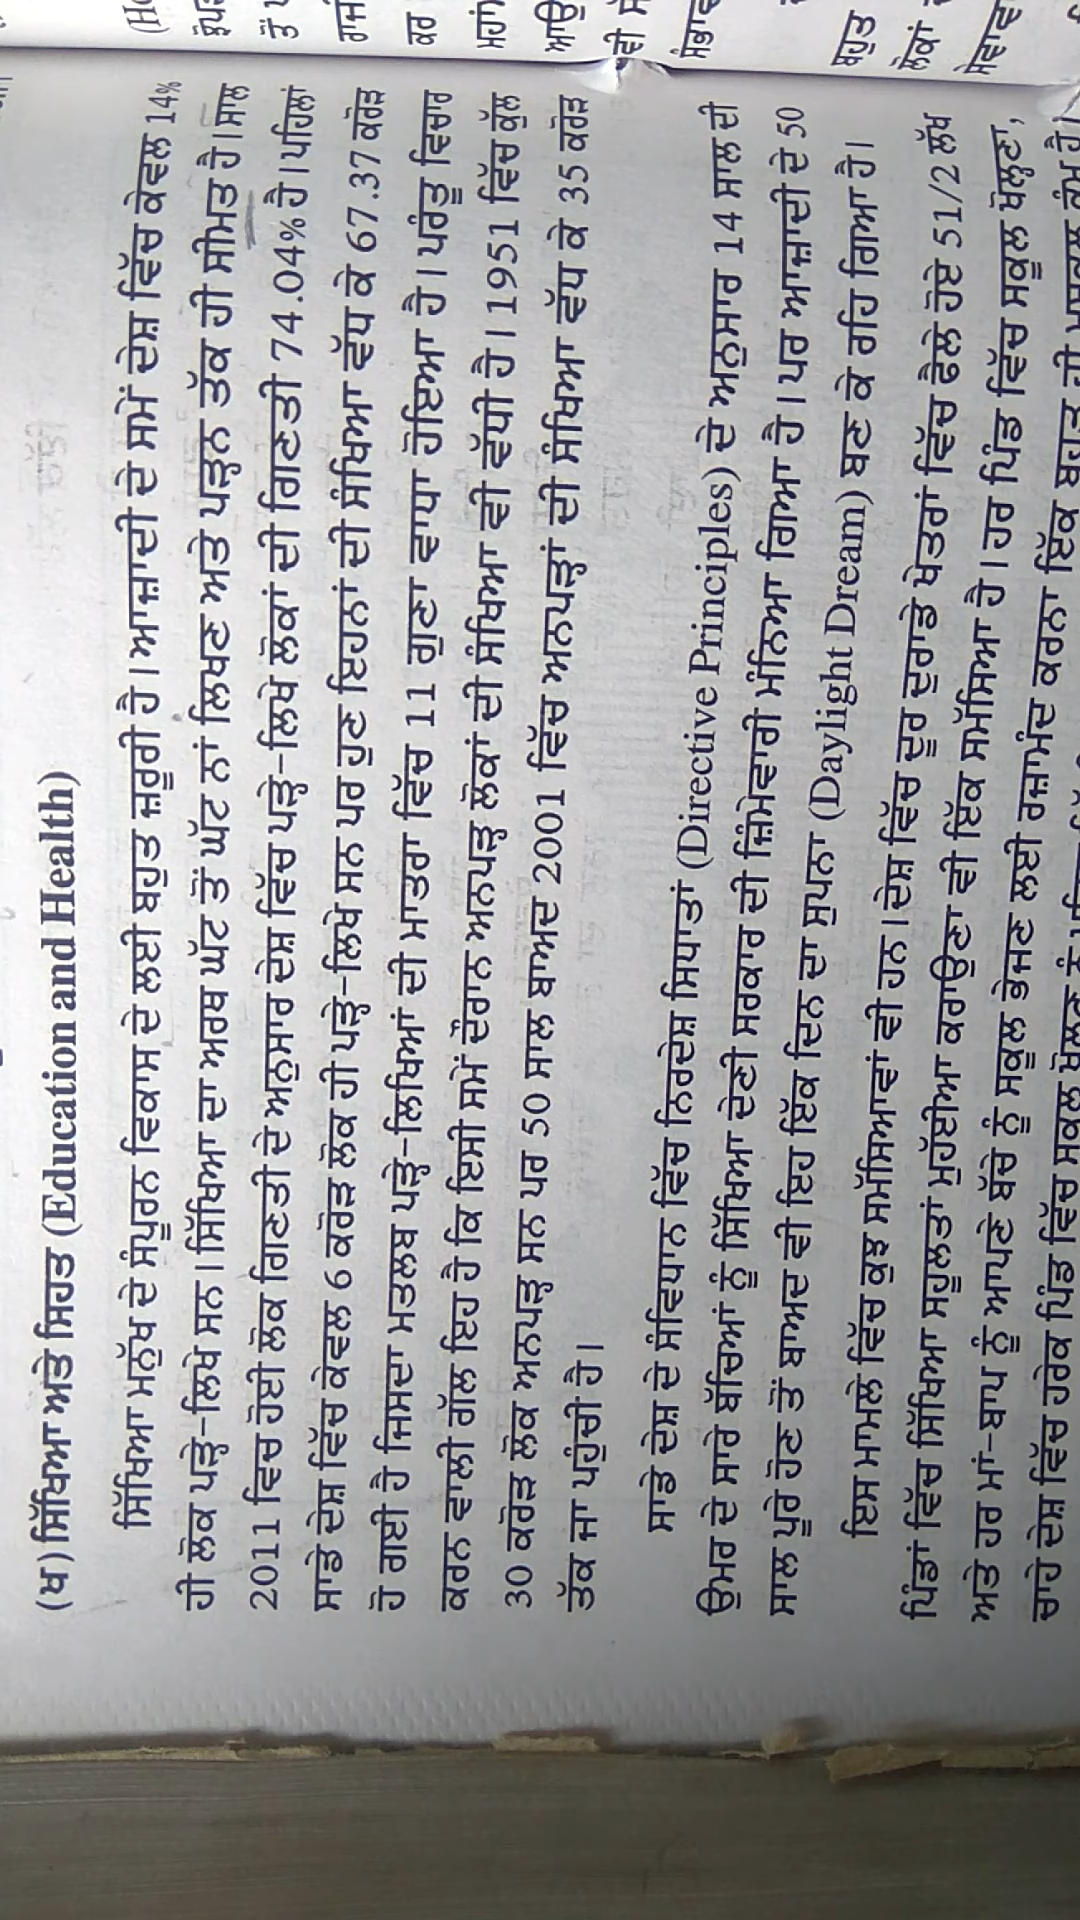 (ਖ) ਸਿੱਖਿਆ ਅਤੇ ਸਿਹਤ (Education and Health)
ਸਿੱਖਿਆ ਮਨੁੱਖ ਦੇ ਸੰਪੂਰਨ ਵਿਕਾਸ ਦੇ ਲਈ ਬਹੁਤ ਜ਼ਰੂਰੀ ਹੈ। ਆਜ਼ਾਦੀ ਦੇ ਸਮੇਂ ਦੇਸ਼ ਵਿੱਚ ਕੇਵਲ 14%
ਹੀ ਲੋਕ ਪੜ੍ਹੇ-ਲਿਖੇ ਸਨ। ਸਿੱਖਿਆ ਦਾ ਅਰਥ ਘੱਟ ਤੋਂ ਘੱਟ ਨਾਂ ਲਿਖਣ ਅਤੇ ਪੜ੍ਹਨ ਤੱਕ ਹੀ ਸੀਮਤ ਹੈ। ਸਾਲ
2011 ਵਿਚ ਹੋਈ ਲੋਕ ਗਿਣਤੀ ਦੇ ਅਨੁਸਾਰ ਦੇਸ਼ ਵਿੱਚ ਪੜ੍ਹੇ-ਲਿਖੇ ਲੋਕਾਂ ਦੀ ਗਿਣਤੀ 74.04% ਹੈ। ਪਹਿਲਾਂ
ਸਾਡੇ ਦੇਸ਼ ਵਿੱਚ ਕੇਵਲ 6 ਕਰੋੜ ਲੋਕ ਹੀ ਪੜ੍ਹੇ-ਲਿਖੇ ਸਨ ਪਰ ਹੁਣ ਇਹਨਾਂ ਦੀ ਸੰਖਿਆ ਵੱਧ ਕੇ 67.37 ਕਰੋੜ
ਹੋ ਗਈ ਹੈ ਜਿਸਦਾ ਮਤਲਬ ਪੜ੍ਹੇ-ਲਿਖਿਆਂ ਦੀ ਮਾਤਰਾ ਵਿੱਚ 11 ਗੁਣਾ ਵਾਧਾ ਹੋਇਆ ਹੈ। ਪਰੰਤੂ ਵਿਚਾਰ
ਕਰਨ ਵਾਲੀ ਗੱਲ ਇਹ ਹੈ ਕਿ ਇਸੀ ਸਮੇਂ ਦੌਰਾਨ ਅਨਪੜ੍ਹ ਲੋਕਾਂ ਦੀ ਸੰਖਿਆ ਵੀ ਵੱਧੀ ਹੈ। 1951 ਵਿੱਚ ਕੁੱਲ
30 ਕਰੋੜ ਲੋਕ ਅਨਪੜ੍ਹ ਸਨ ਪਰ 50 ਸਾਲ ਬਾਅਦ 2001 ਵਿੱਚ ਅਨਪੜ੍ਹਾਂ ਦੀ ਸੰਖਿਆ ਵੱਧ ਕੇ 35 ਕਰੋੜ
ਤੱਕ ਜਾ ਪਹੁੰਚੀ ਹੈ।
ਸਾਡੇ ਦੇਸ਼ ਦੇ ਸੰਵਿਧਾਨ ਵਿੱਚ ਨਿਰਦੇਸ਼ ਸਿਧਾਤਾਂ (Directive Principles) ਦੇ ਅਨੁਸਾਰ 14 ਸਾਲ ਦੀ
ਉਮਰ ਦੇ ਸਾਰੇ ਬੱਚਿਆਂ ਨੂੰ ਸਿੱਖਿਆ ਦੇਣੀ ਸਰਕਾਰ ਦੀ ਜ਼ਿੰਮੇਵਾਰੀ ਮੰਨਿਆ ਗਿਆ ਹੈ। ਪਰ ਆਜ਼ਾਦੀ ਦੇ 50
ਸਾਲ ਪੂਰੇ ਹੋਣ ਤੋਂ ਬਾਅਦ ਵੀ ਇਹ ਇੱਕ ਦਿਨ ਦਾ ਸੁਪਨਾ (Daylight Dream) ਬਣ ਕੇ ਰਹਿ ਗਿਆ ਹੈ।
ਇਸ ਮਾਮਲੇ ਵਿੱਚ ਕੁਝ ਸਮੱਸਿਆਵਾਂ ਵੀ ਹਨ। ਦੇਸ਼ ਵਿੱਚ ਦੂਰ ਦੁਰਾਡੇ ਖੇਤਰਾਂ ਵਿੱਚ ਫੈਲੇ ਹੋਏ 51/2 ਲੱਖ
ਪਿੰਡਾਂ ਵਿੱਚ ਸਿੱਖਿਆ ਸਹੂਲਤਾਂ ਮੁਹੱਈਆ ਕਰਾਉਣਾ ਵੀ ਇੱਕ ਸਮੱਸਿਆ ਹੈ। ਹਰ ਪਿੰਡ ਵਿੱਚ ਸਕੂਲ ਖੋਲ੍ਹਣਾ,
ਅਤੇ ਹਰ ਮਾਂ-ਬਾਪ ਨੂੰ ਆਪਣੇ ਬੱਚੇ ਨੂੰ ਸਕੂਲ ਭੇਜਣ ਲਈ ਰਜ਼ਾਮੰਦ ਕਰਨਾ ਇੱਕ ਬਹੁਤ ਹੀ ਹੈ।
ਚਾਹੇ ਦੇਸ਼ ਵਿੱਚ ਹਰੇਕ ਪਿੰਡ ਵਿੱਚ ਸਕੂਲ ਖੋਲਣ ਨੂੰ
ਬਹੁਤ
ਲੋਕਾਂ